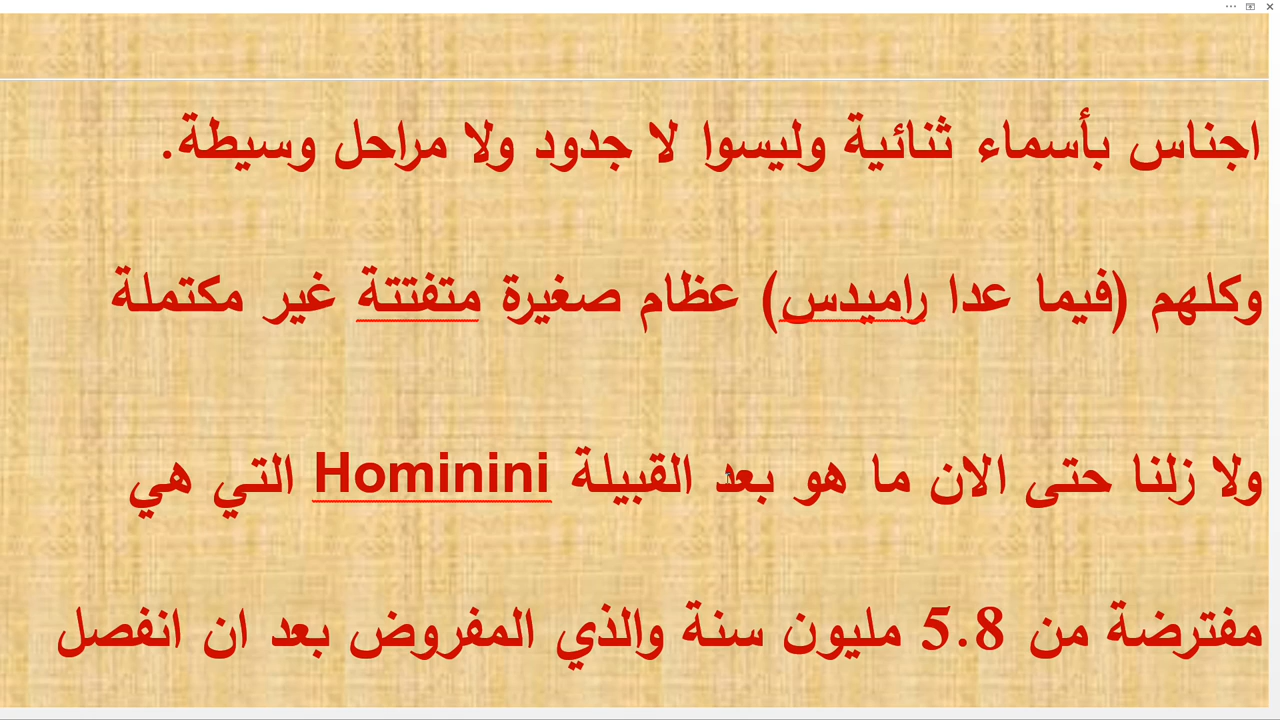 اجناس بأسماء ثنائية وليسوا لا جدود ولا مراحل وسيطة.
وكلهم (فيما عدا راميدس) عظام صغيرة متفتتة غير مكتملة
ولا زلنا حتى الان ما هو بعد القبيلة Hominini التي هي
مفترضة من 5.8 مليون سنة والذي المفروض بعد ان انفصل